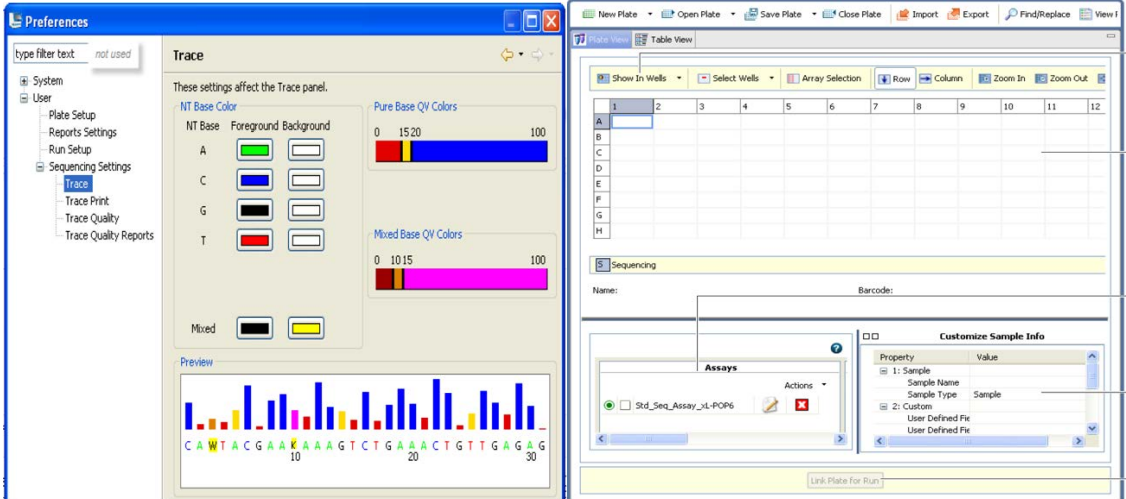 Preferences
type filter text not used
System
User
Plate Setup
Reports Settings
Run Setup
Sequencing Settings
Trace
Trace Print
Trace Quality
Trace Quality Reports
Trace
These settings affect the Trace panel.
NT Base Color
NT Base Foreground Background
A
C
G
T
Mixed
Pure Base QV Colors
0 15 20 100
Mixed Base QV Colors
0 10 15 100
Preview
C A W T A C G A A K A A A G T C T G A A A C T G T T G A G A G
10 20 30
New Plate Open Plate Save Plate Close Plate Import Export Find/Replace View
Plate View Table View
Show In Wells Select Wells Array Selection Row Column Zoom In Zoom Out
1 2 3 4 5 6 7 8 9 10 11 12
A
B
C
D
E
F
G
H
S Sequencing
Name: Barcode:
Assays
Actions
Std_Seq_Assay_xL-POP6
Customize Sample Info
Property Value
1: Sample
Sample Name
Sample Type Sample
2: Custom
User Defined Fie
User Defined Fie
Link Plate for Run